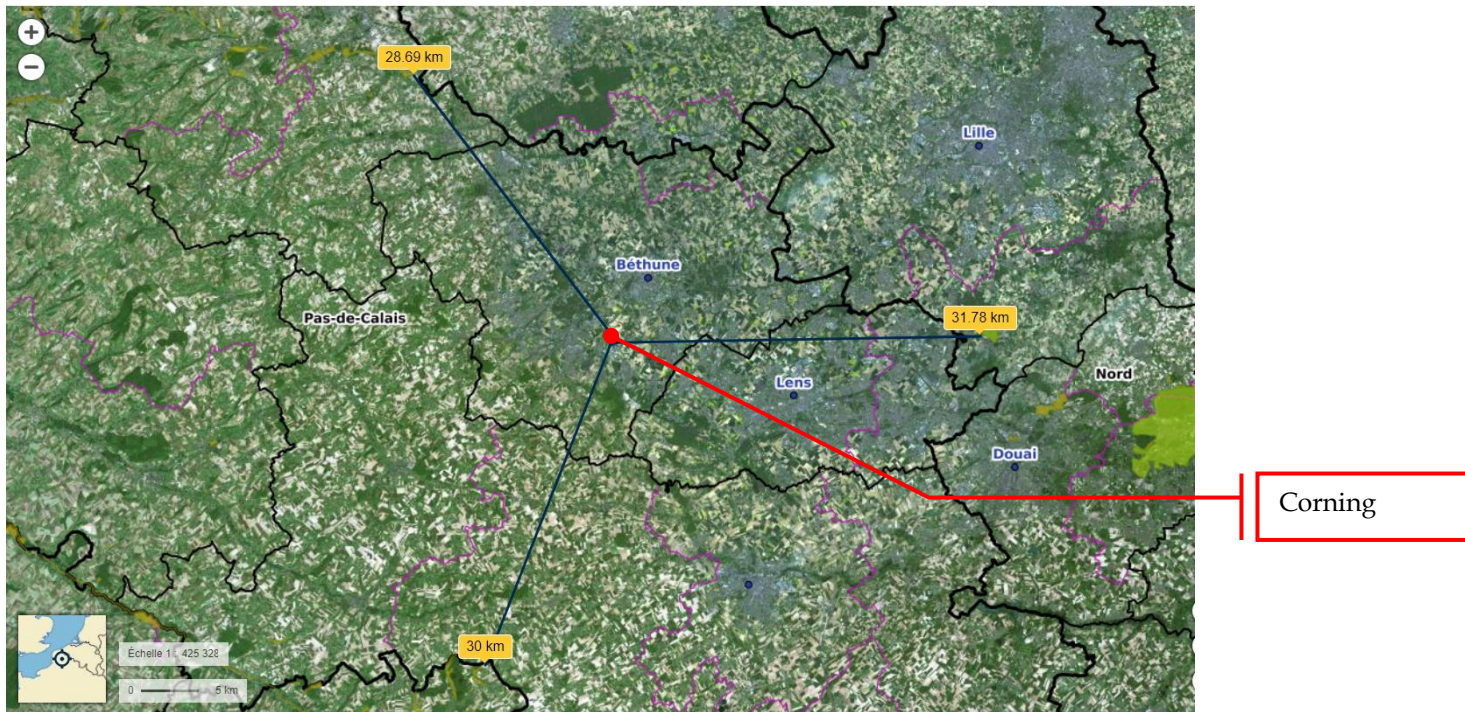 +
28.69 km
−
Lille
Béthune
Pas-de-Calais
31.78 km
Nord
Lens
Douai
Corning
30 km
Échelle 1 : 425 328
0 5 km